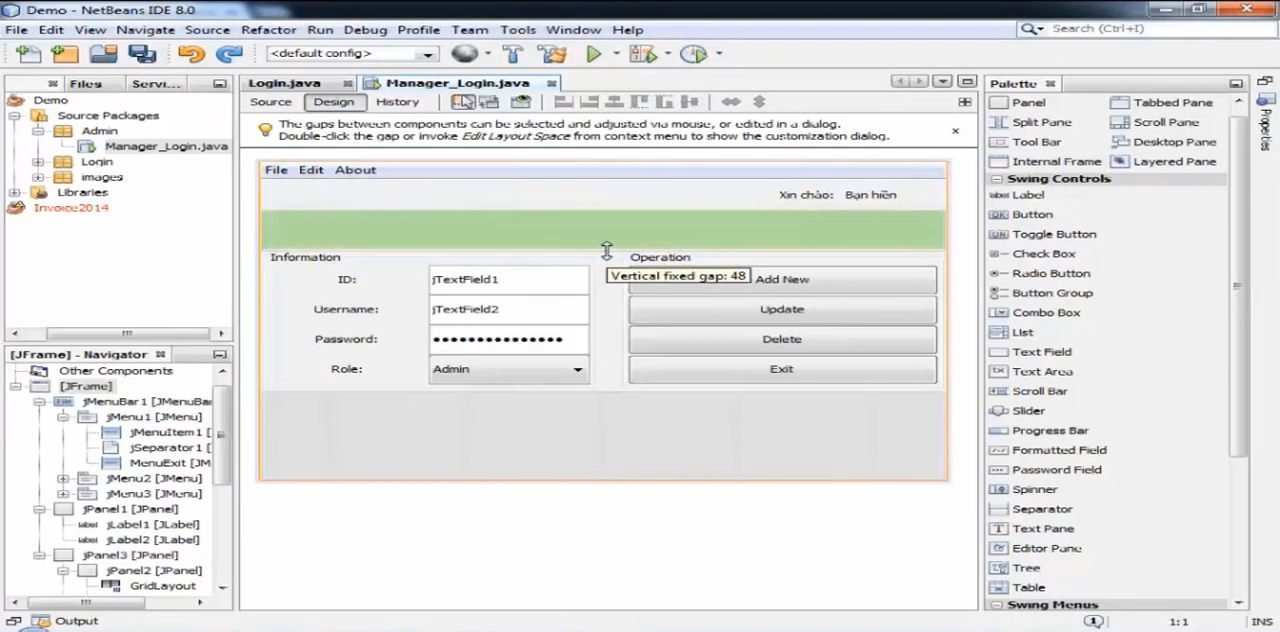 Demo - NetBeans IDE 8.0
File Edit View Navigate Source Refactor Run Debug Profile Team Tools Window Help
Search (Ctrl+I)
<default config>
Files Servi...
Demo
Source Packages
Admin
Manager_Login.java
Login
images
Libraries
Invoice2014
[JFrame] - Navigator
Other Components
[JFrame]
jMenuBar1 [JMenuBar
jMenu1 [JMenu]
jMenuItem1 [
jSeparator1 [
MenuExit [JM
jMenu2 [JMenu]
jMenu3 [JMenu]
jPanel1 [JPanel]
jLabel1 [JLabel]
jLabel2 [JLabel]
jPanel3 [JPanel]
jPanel2 [JPanel]
GridLayout
Login.java Manager_Login.java
Source Design History
The gaps between components can be selected and adjusted via mouse, or edited in a dialog.
Double-click the gap or invoke Edit Layout Space from context menu to show the customization dialog.
File Edit About
Xin chào: Bạn hiền
Information
Operation
Vertical fixed gap: 48
ID: jTextField1
Username: jTextField2
Password:
Role: Admin
Add New
Update
Delete
Exit
Palette
Panel Tabbed Pane
Split Pane Scroll Pane
Tool Bar Desktop Pane
Internal Frame Layered Pane
Swing Controls
label Label
OK Button
ON Toggle Button
Check Box
Radio Button
Button Group
Combo Box
List
Text Field
Text Area
Scroll Bar
Slider
Progress Bar
Formatted Field
Password Field
Spinner
Separator
Text Pane
Editor Pane
Tree
Table
Swing Menus
Properties
Output
1:1 INS